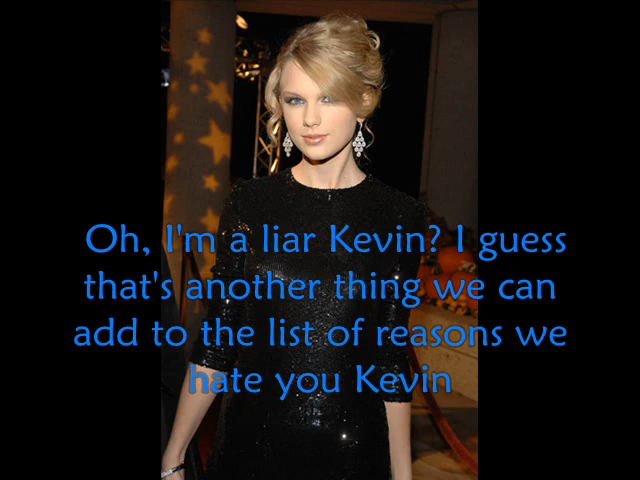 Oh, I'm a liar Kevin? I guess
that's another thing we can
add to the list of reasons we
hate you Kevin